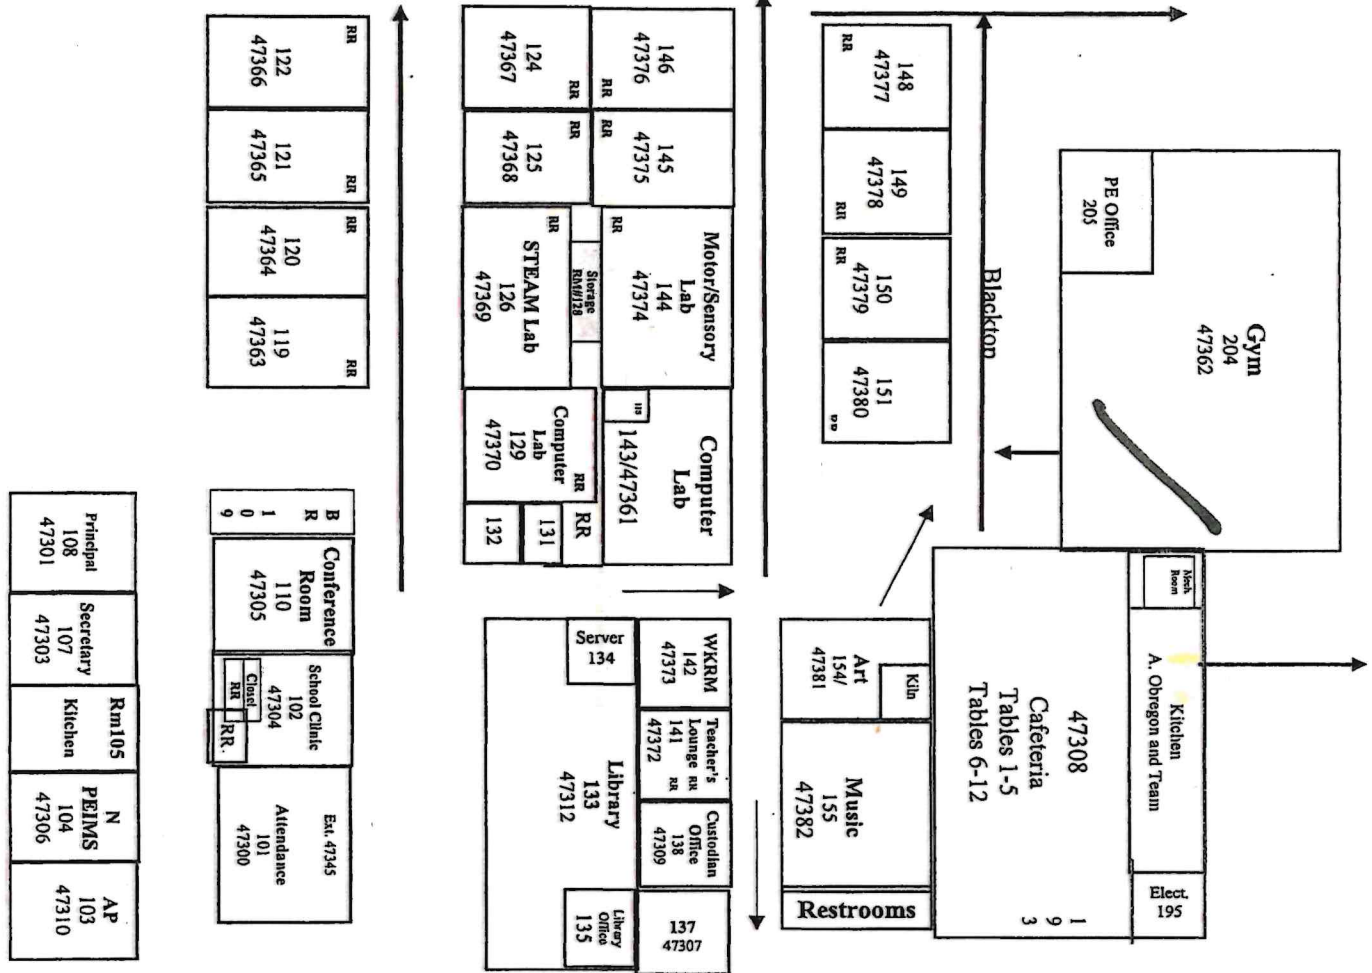 RR
122
47366
121
47365
RR
RR
120
47364
119
47363
RR
124
47367
RR
146
47376
RR
125
47368
RR
145
47375
RR
RR
STEAM Lab
126
47369
Storage
RM#128
RR
Motor/Sensory
Lab
144
47374
Computer
Lab
129
47370
RR
Computer
Lab
143/47361
RR
131
132
148
47377
RR
149
47378
RR
150
47379
RR
151
47380
RR
Blacktop
PE Office
205
Gym
204
47362
Principal
108
47301
Secretary
107
47303
Rm105
Kitchen
N
PEIMS
104
47306
AP
103
47310
B
R
1
0
9
Conference
Room
110
47305
School Clinic
102
47304
Closet
RR
RR.
Ext. 47345
Attendance
101
47300
Server
134
Library
133
47312
Library
Office
135
WKRM
142
47373
Teacher's
Lounge RR
141 RR
47372
Custodian
Office
138
47309
137
47307
Art
154/
47381
Kiln
Music
155
47382
Restrooms
47308
Cafeteria
Tables 1-5
Tables 6-12
1
9
3
Mech
Room
Kitchen
A. Obregon and Team
Elect.
195